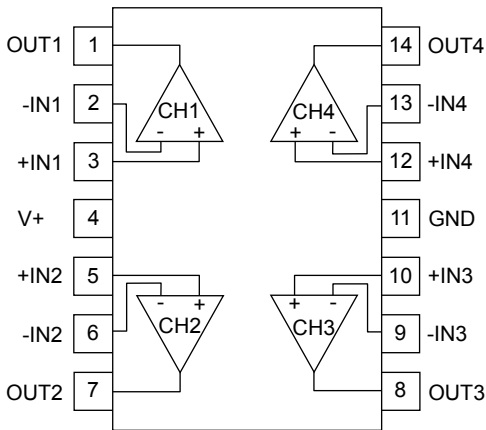 OUT1 1 14 OUT4
-IN1 2 13 -IN4
CH1 CH4
- + + -
+IN1 3 12 +IN4
V+ 4 11 GND
+IN2 5 10 +IN3
- + + -
CH2 CH3
-IN2 6 9 -IN3
OUT2 7 8 OUT3